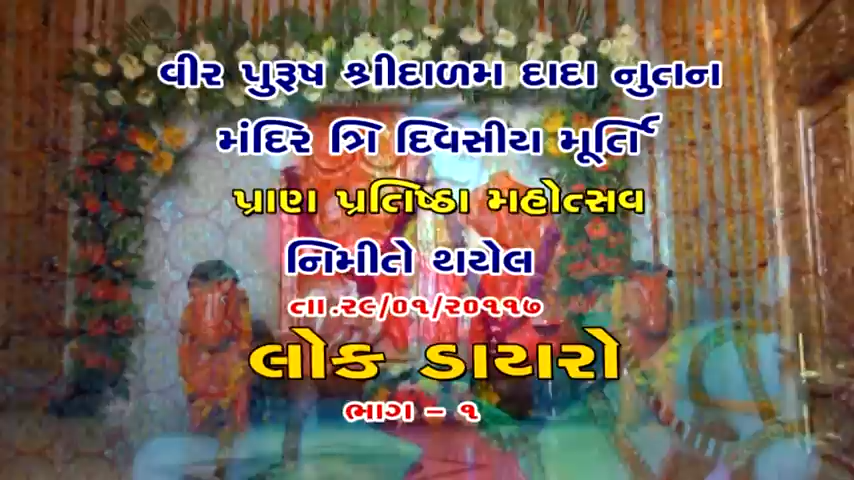 વીર પુરૂષ શ્રીદાળમ દાદા નુતન
મંદિર ત્રિ દિવસીય મૂર્તિ
પ્રાણ પ્રતિષ્ઠા મહોત્સવ
નિમીતે થયેલ
તા.૨૯/૦૧/૨૦૧૧૭
લોક ડાયરો
ભાગ - ૧